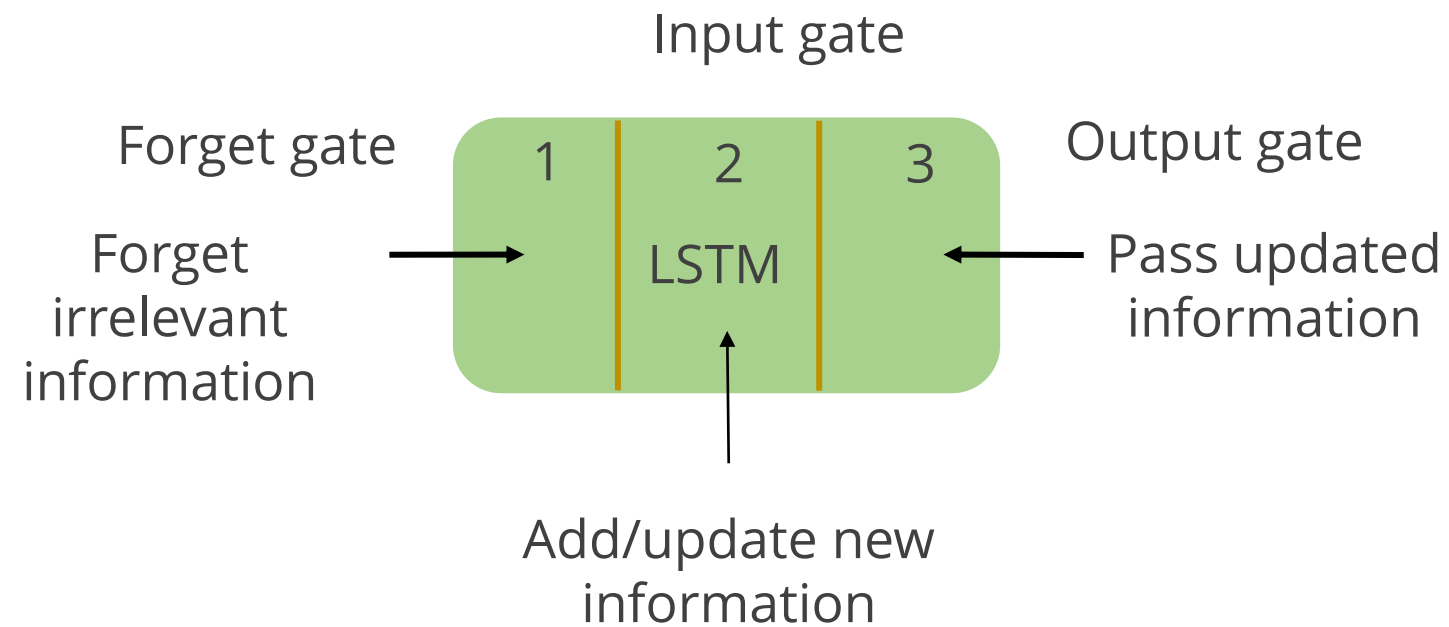 Input gate
Forget gate
1
2
3
Output gate
Forget
irrelevant
information
LSTM
Pass updated
information
Add/update new
information